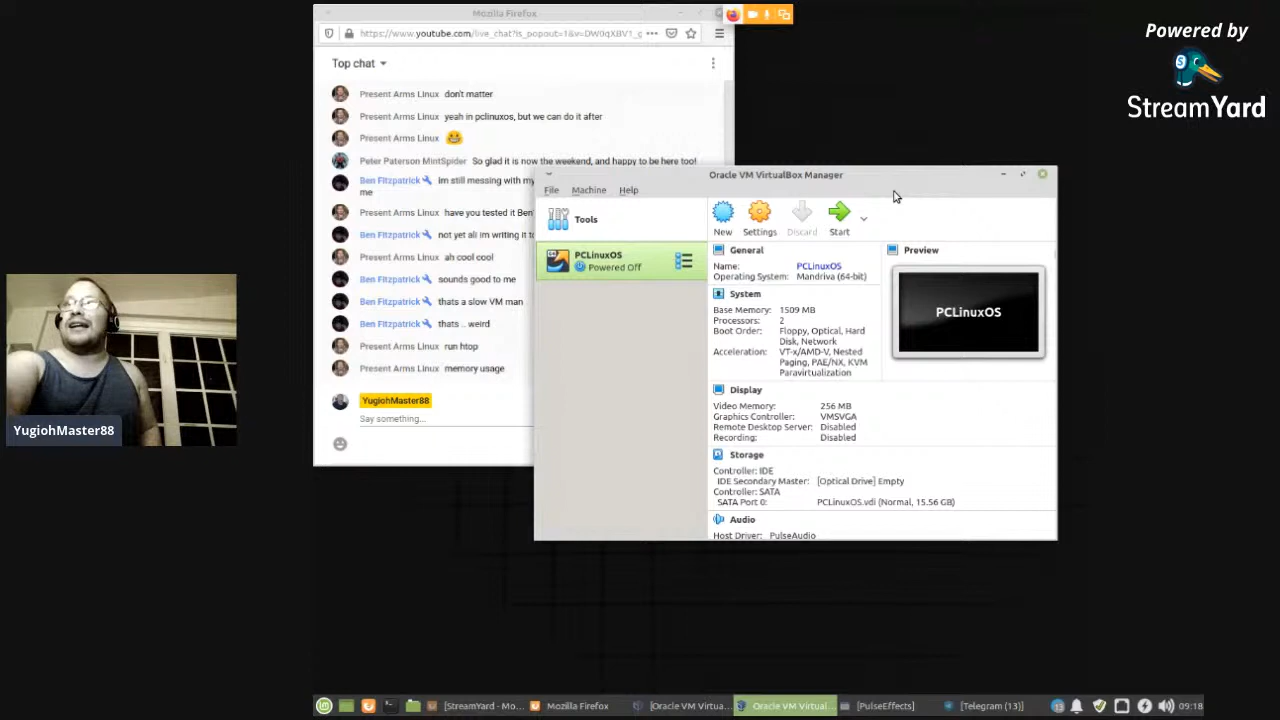 Mozilla Firefox
https://www.youtube.com/live_chat?is_popout=1&v=DW0qXBV1_g
Top chat
Present Arms Linux don't matter
Present Arms Linux yeah in pclinuxos, but we can do it after
Present Arms Linux
Peter Paterson MintSpider So glad it is now the weekend, and happy to be here too!
Ben Fitzpatrick im still messing with my
me
Present Arms Linux have you tested it Ben
Ben Fitzpatrick not yet all im writing it to
Present Arms Linux ah cool cool
Ben Fitzpatrick sounds good to me
Ben Fitzpatrick thats a slow VM man
Ben Fitzpatrick thats .. weird
Present Arms Linux run htop
Present Arms Linux memory usage
YugiohMaster88
Say something...
Oracle VM VirtualBox Manager
File Machine Help
Tools
PCLinuxOS
Powered Off
New Settings Discard Start
General
Name: PCLinuxOS
Operating System: Mandriva (64-bit)
System
Base Memory: 1509 MB
Processors: 2
Boot Order: Floppy, Optical, Hard
Disk, Network
Acceleration: VT-x/AMD-V, Nested
Paging, PAE/NX, KVM
Paravirtualization
Preview
PCLinuxOS
Display
Video Memory: 256 MB
Graphics Controller: VMSVGA
Remote Desktop Server: Disabled
Recording: Disabled
Storage
Controller: IDE
IDE Secondary Master: [Optical Drive] Empty
Controller: SATA
SATA Port 0: PCLinuxOS.vdi (Normal, 15.56 GB)
Audio
Host Driver: PulseAudio
YugiohMaster88
Powered by
S
StreamYard
[StreamYard - Mo... Mozilla Firefox [Oracle VM Virtua... Oracle VM Virtual... [PulseEffects] [Telegram (13)] 09:18